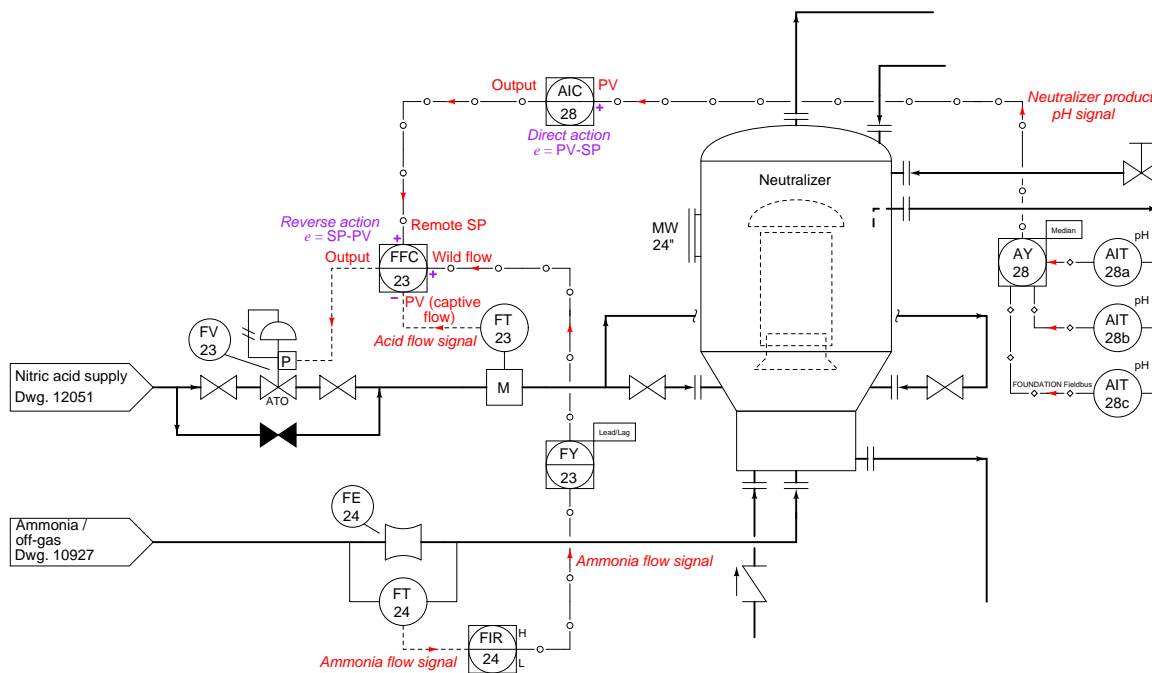 Output
PV
AIC
28
+
Direct action
e = PV-SP
Neutralizer product
pH signal
Neutralizer
MW
24"
Reverse action
e = SP-PV
Remote SP
+
Output
FFC
23
Wild flow
+
–
PV (captive
flow)
Acid flow signal
FT
23
Median
AY
28
pH
AIT
28a
pH
AIT
28b
pH
AIT
28c
FOUNDATION Fieldbus
FV
23
P
ATO
Nitric acid supply
Dwg. 12051
M
Lead/Lag
FY
23
FE
24
Ammonia /
off-gas
Dwg. 10927
Ammonia flow signal
FT
24
FIR
24
H
L
Ammonia flow signal